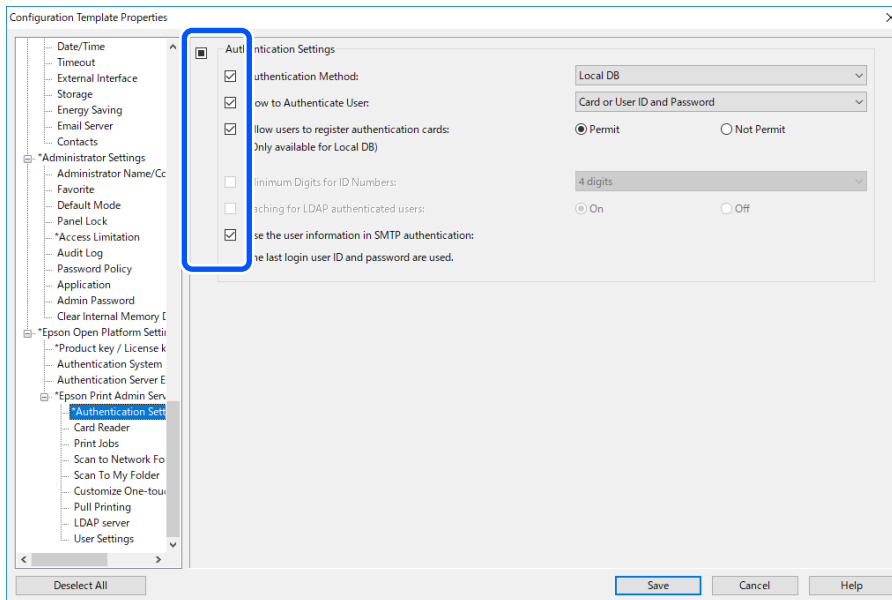 Configuration Template Properties
Date/Time
Timeout
External Interface
Storage
Energy Saving
Email Server
Contacts
*Administrator Settings
Administrator Name/Co
Favorite
Default Mode
Panel Lock
*Access Limitation
Audit Log
Password Policy
Application
Admin Password
Clear Internal Memory D
*Epson Open Platform Settin
*Product key / License k
Authentication System
Authentication Server E
*Epson Print Admin Serv
*Authentication Sett
Card Reader
Print Jobs
Scan to Network Fo
Scan To My Folder
Customize One-touc
Pull Printing
LDAP server
User Settings
Auth ntication Settings
uthentication Method: Local DB
ow to Authenticate User: Card or User ID and Password
llow users to register authentication cards: Permit Not Permit
Only available for Local DB)
inimum Digits for ID Numbers: 4 digits
aching for LDAP authenticated users: On Off
se the user information in SMTP authentication:
he last login user ID and password are used.
Deselect All Save Cancel Help